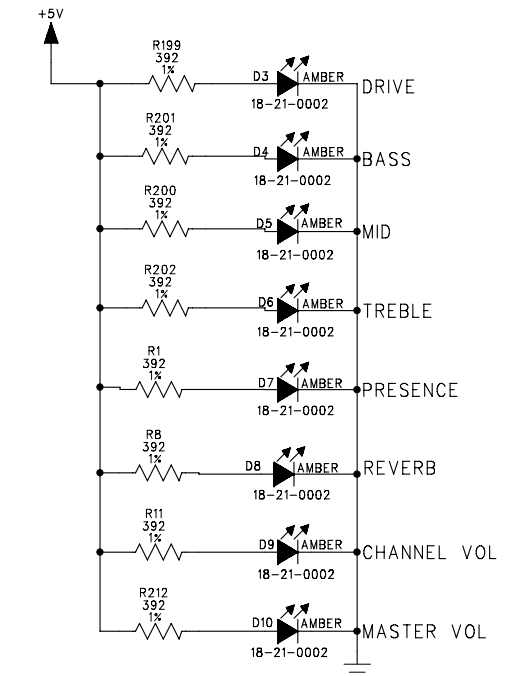 +5V
R199
392
1%
D3 AMBER DRIVE
18-21-0002
R201
392
1%
D4 AMBER BASS
18-21-0002
R200
392
1%
D5 AMBER MID
18-21-0002
R202
392
1%
D6 AMBER TREBLE
18-21-0002
R1
392
1%
D7 AMBER PRESENCE
18-21-0002
R8
392
1%
D8 AMBER REVERB
18-21-0002
R11
392
1%
D9 AMBER CHANNEL VOL
18-21-0002
R212
392
1%
D10 AMBER MASTER VOL
18-21-0002